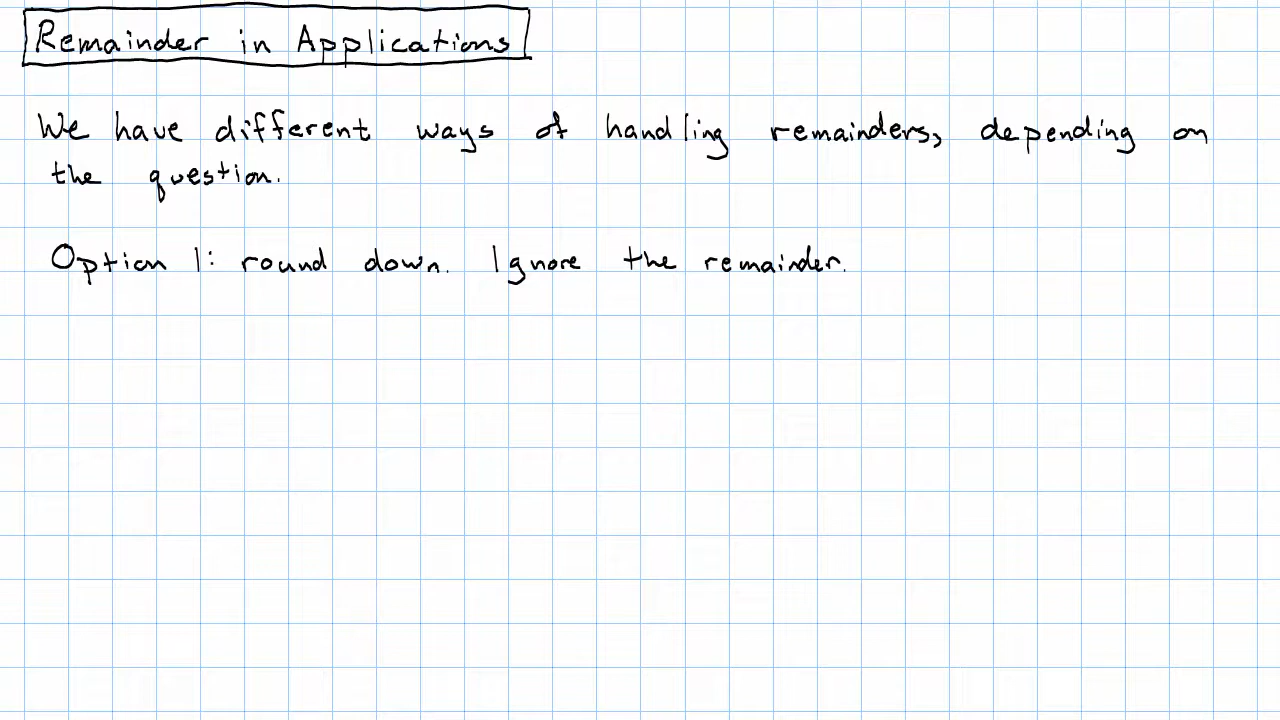 Remainder in Applications
We have different ways of handling remainders, depending on
the question.
Option 1: round down. Ignore the remainder.